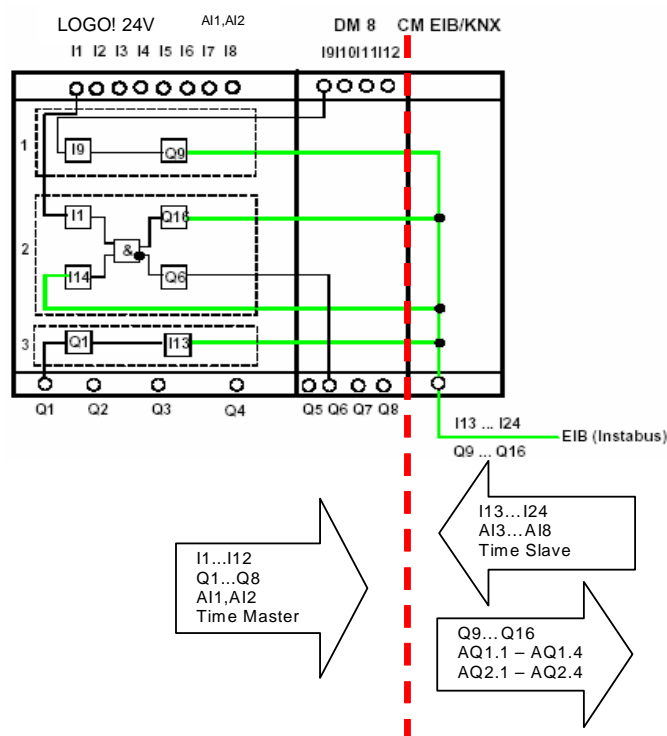 LOGO! 24V AI1,AI2 DM 8 CM EIB/KNX
I1 I2 I3 I4 I5 I6 I7 I8 I9I10I11I12
1 I9 Q9
I1 Q16
2 &
I14 Q6
3 Q1 I13
Q1 Q2 Q3 Q4 Q5 Q6 Q7 Q8
I13 ... I24
EIB (Instabus)
Q9 ... Q16
I1...I12
Q1...Q8
AI1,AI2
Time Master
I13...I24
AI3...AI8
Time Slave
Q9...Q16
AQ1.1 – AQ1.4
AQ2.1 – AQ2.4